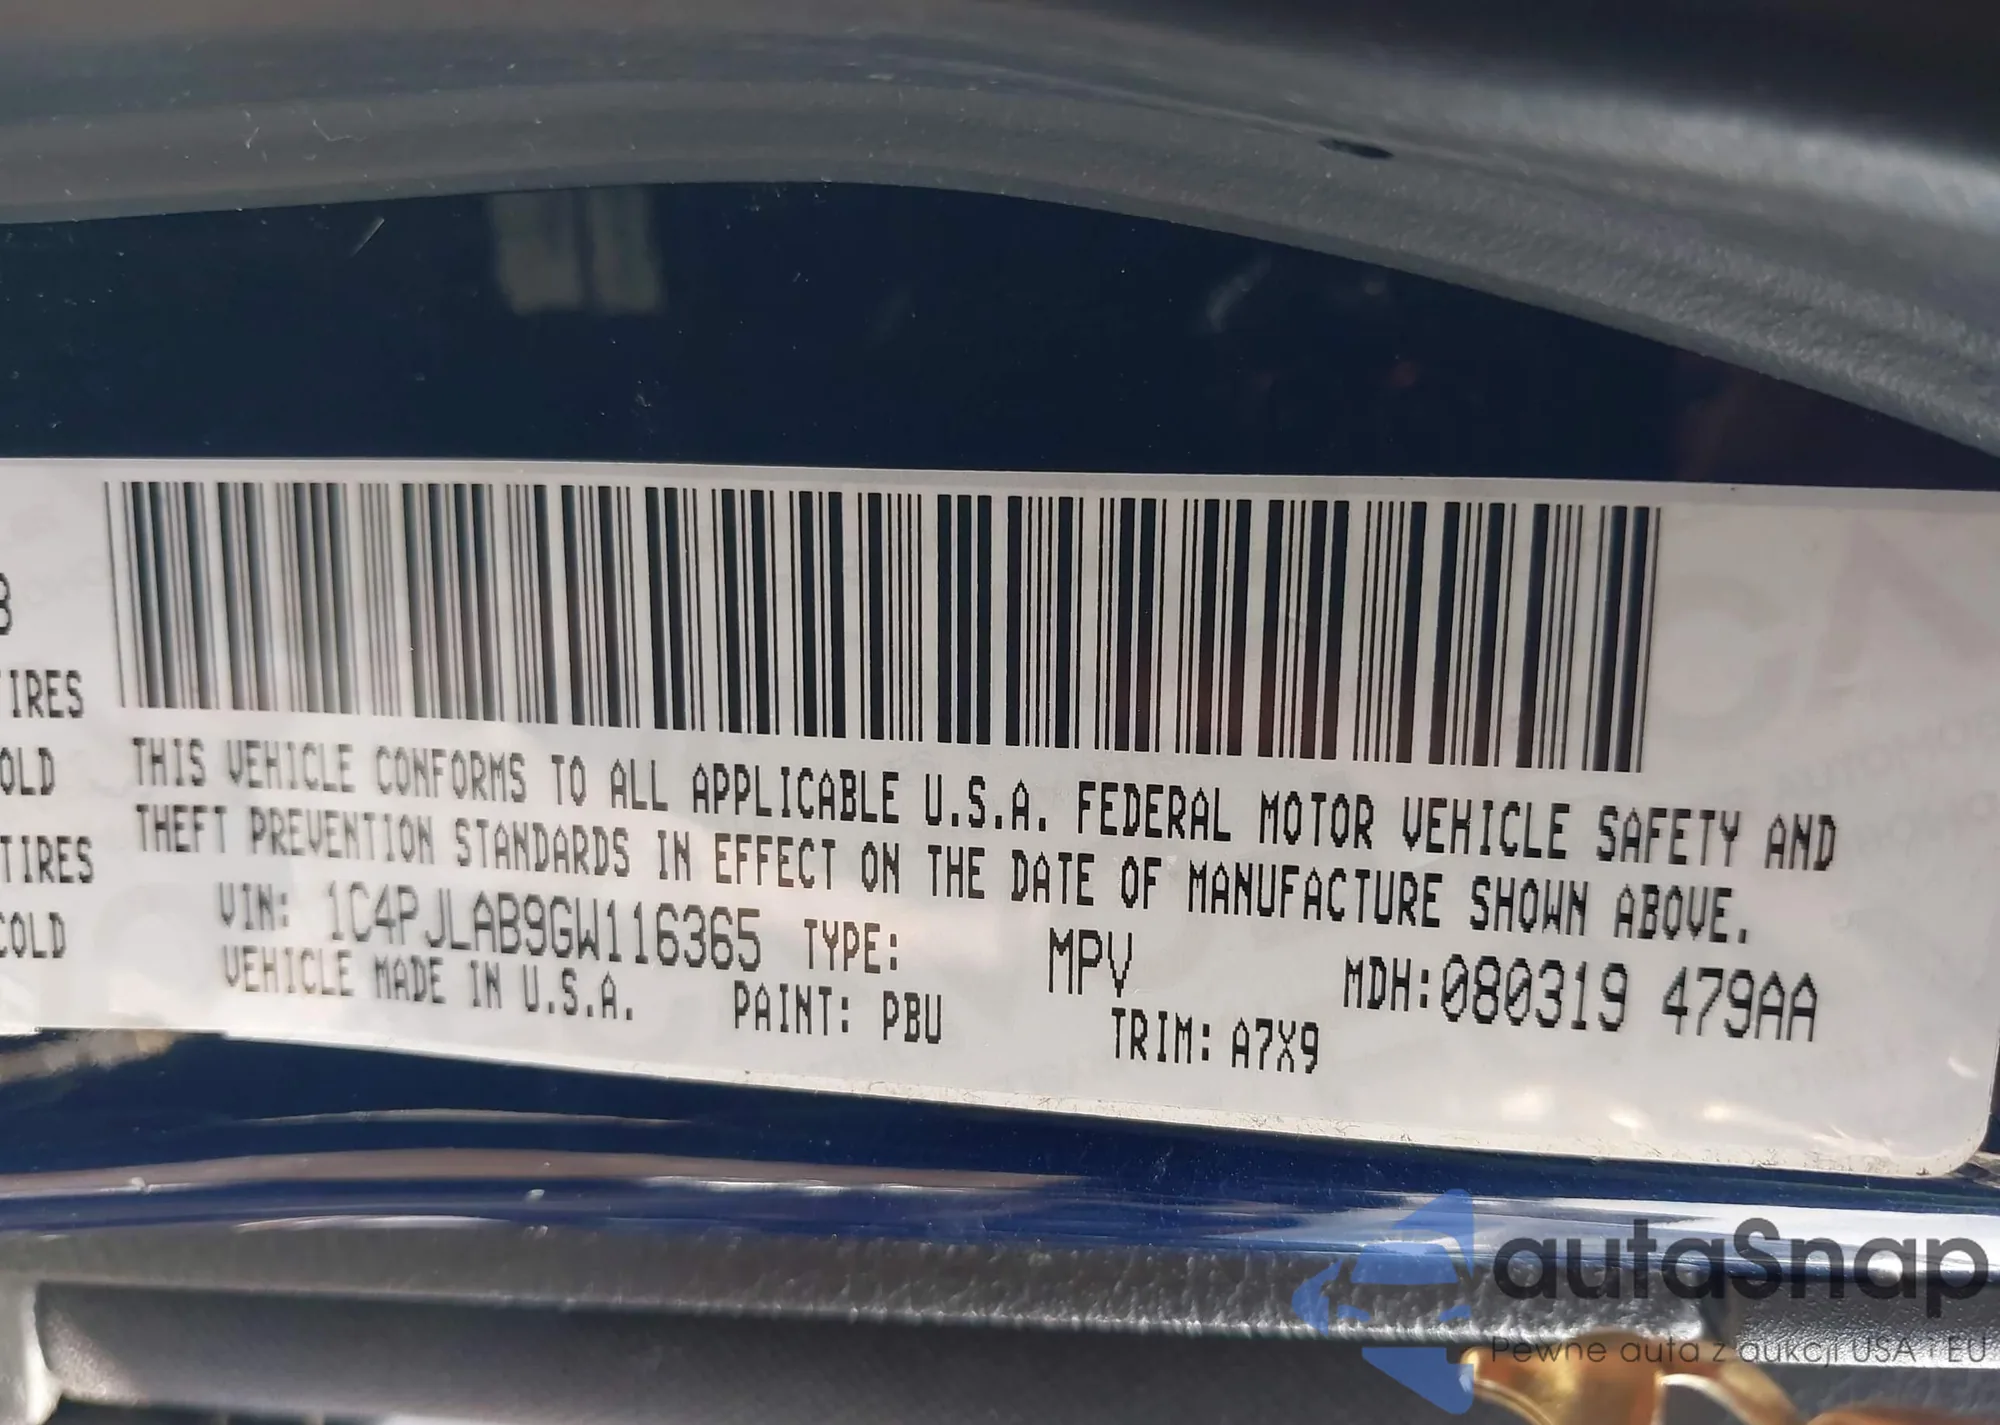 TIRES
COLD
TIRES
COLD
THIS VEHICLE CONFORMS TO ALL APPLICABLE U.S.A. FEDERAL MOTOR VEHICLE SAFETY AND
THEFT PREVENTION STANDARDS IN EFFECT ON THE DATE OF MANUFACTURE SHOWN ABOVE.
VIN: 1C4PJLAB9GW116365 TYPE: MPV MDH:080319 479AA
VEHICLE MADE IN U.S.A. PAINT: PBU TRIM: A7X9
autaSnap
Pewne auta z aukcji USA i EU